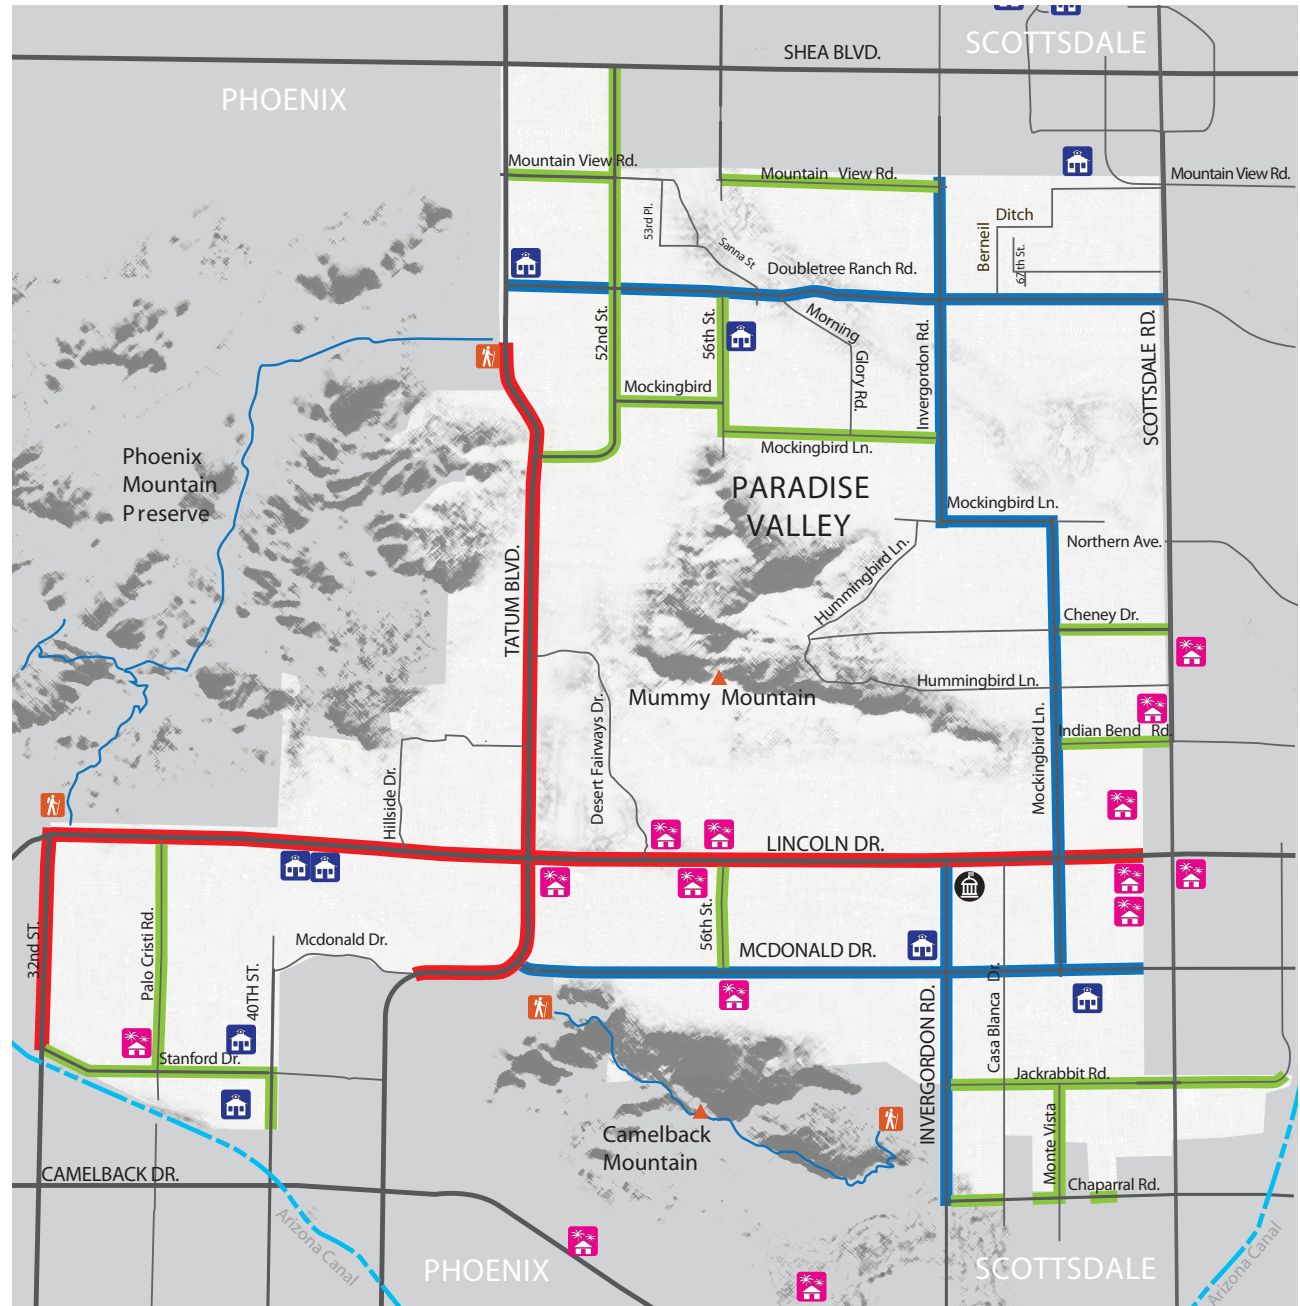 SCOTTSDALE
SHEA BLVD.
PHOENIX
Mountain View Rd.
Mountain View Rd.
Mountain View Rd.
53rd Pl.
Sanna St
Berneil
Ditch
67th St.
Doubletree Ranch Rd.
52nd St.
56th St.
Morning
Glory Rd.
Invergordon Rd.
SCOTTSDALE RD.
Mockingbird
Mockingbird Ln.
Phoenix
Mountain
Preserve
PARADISE
VALLEY
Mockingbird Ln.
Northern Ave.
TATUM BLVD.
Hummingbird Ln.
Cheney Dr.
Hummingbird Ln.
Mummy Mountain
Indian Bend Rd.
Desert Fairways Dr.
Mockingbird Ln.
Hillside Dr.
LINCOLN DR.
32nd ST.
Palo Cristi Rd.
40TH ST.
Mcdonald Dr.
56th St.
MCDONALD DR.
Casa Blanca Dr.
INVERGORDON RD.
Stanford Dr.
Jackrabbit Rd.
Camelback
Mountain
Monte Vista
CAMELBACK DR.
Chaparral Rd.
Arizona Canal
PHOENIX
SCOTTSDALE
Arizona Canal